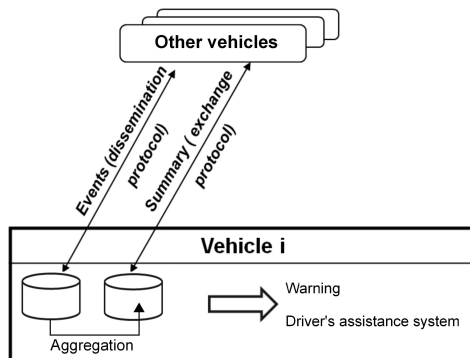 Other vehicles
Events (dissemination
protocol)
Summary ( exchange
protocol)
Vehicle i
Warning
Driver's assistance system
Aggregation